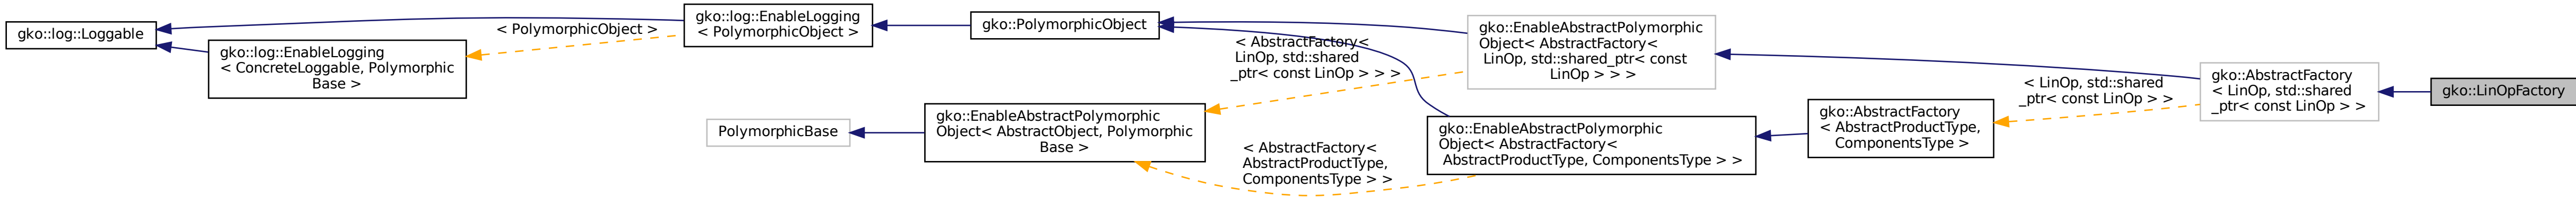 gko::log::Loggable
gko::log::EnableLogging
< ConcreteLoggable, Polymorphic
Base >
< PolymorphicObject >
gko::log::EnableLogging
< PolymorphicObject >
gko::PolymorphicObject
PolymorphicBase
gko::EnableAbstractPolymorphic
Object< AbstractObject, Polymorphic
Base >
< AbstractFactory<
LinOp, std::shared
_ptr< const LinOp > > >
< AbstractFactory<
AbstractProductType,
ComponentsType > >
gko::EnableAbstractPolymorphic
Object< AbstractFactory<
LinOp, std::shared_ptr< const
LinOp > > >
gko::EnableAbstractPolymorphic
Object< AbstractFactory<
AbstractProductType, ComponentsType > >
gko::AbstractFactory
< AbstractProductType,
ComponentsType >
< LinOp, std::shared
_ptr< const LinOp > >
gko::AbstractFactory
< LinOp, std::shared
_ptr< const LinOp > >
gko::LinOpFactory